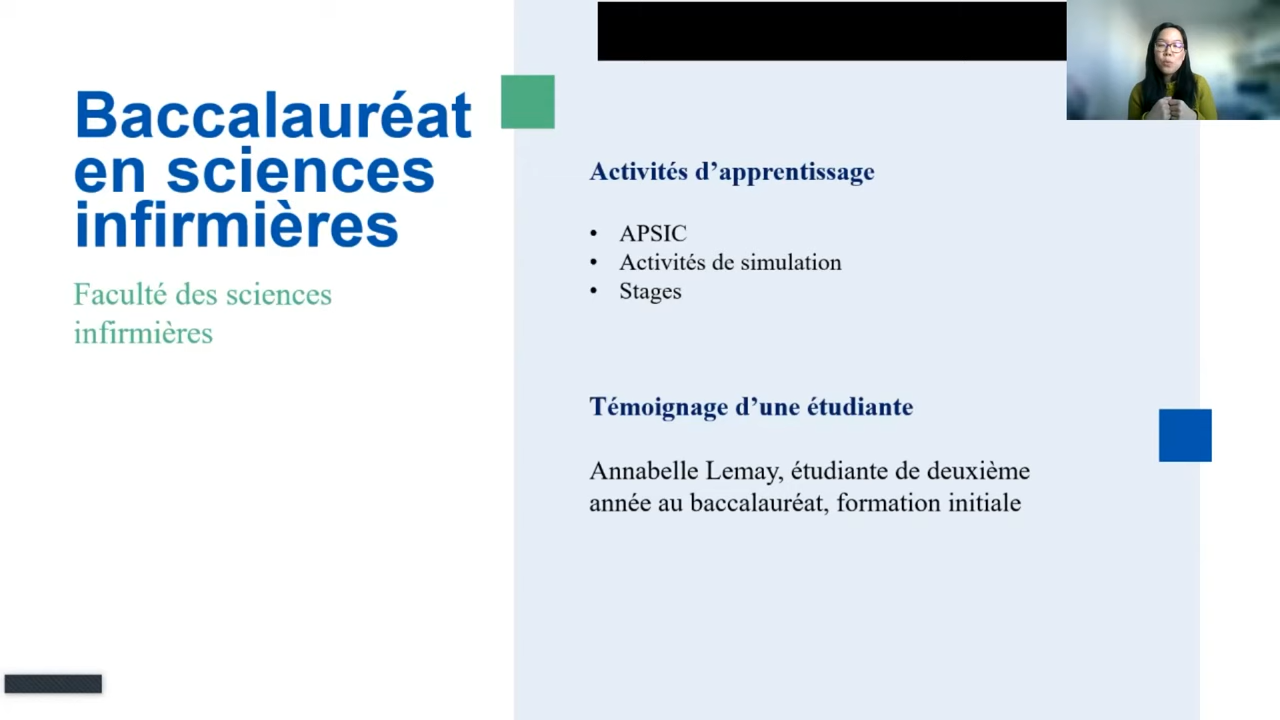 Baccalauréat
en sciences
infirmières
Faculté des sciences
infirmières
Activités d’apprentissage
• APSIC
• Activités de simulation
• Stages
Témoignage d’une étudiante
Annabelle Lemay, étudiante de deuxième
année au baccalauréat, formation initiale